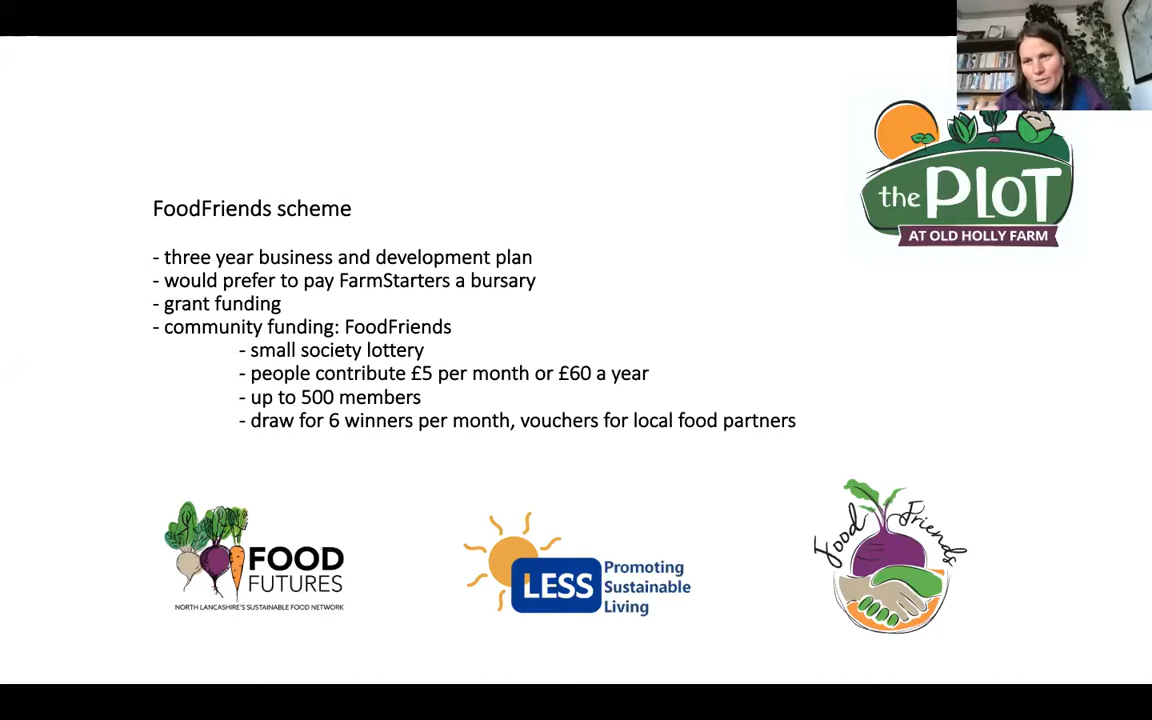 the PLOT
AT OLD HOLLY FARM
FoodFriends scheme
- three year business and development plan
- would prefer to pay FarmStarters a bursary
- grant funding
- community funding: FoodFriends
- small society lottery
- people contribute £5 per month or £60 a year
- up to 500 members
- draw for 6 winners per month, vouchers for local food partners
FOOD
FUTURES
NORTH LANCASHIRE'S SUSTAINABLE FOOD NETWORK
LESS
Promoting
Sustainable
Living
Food Friends